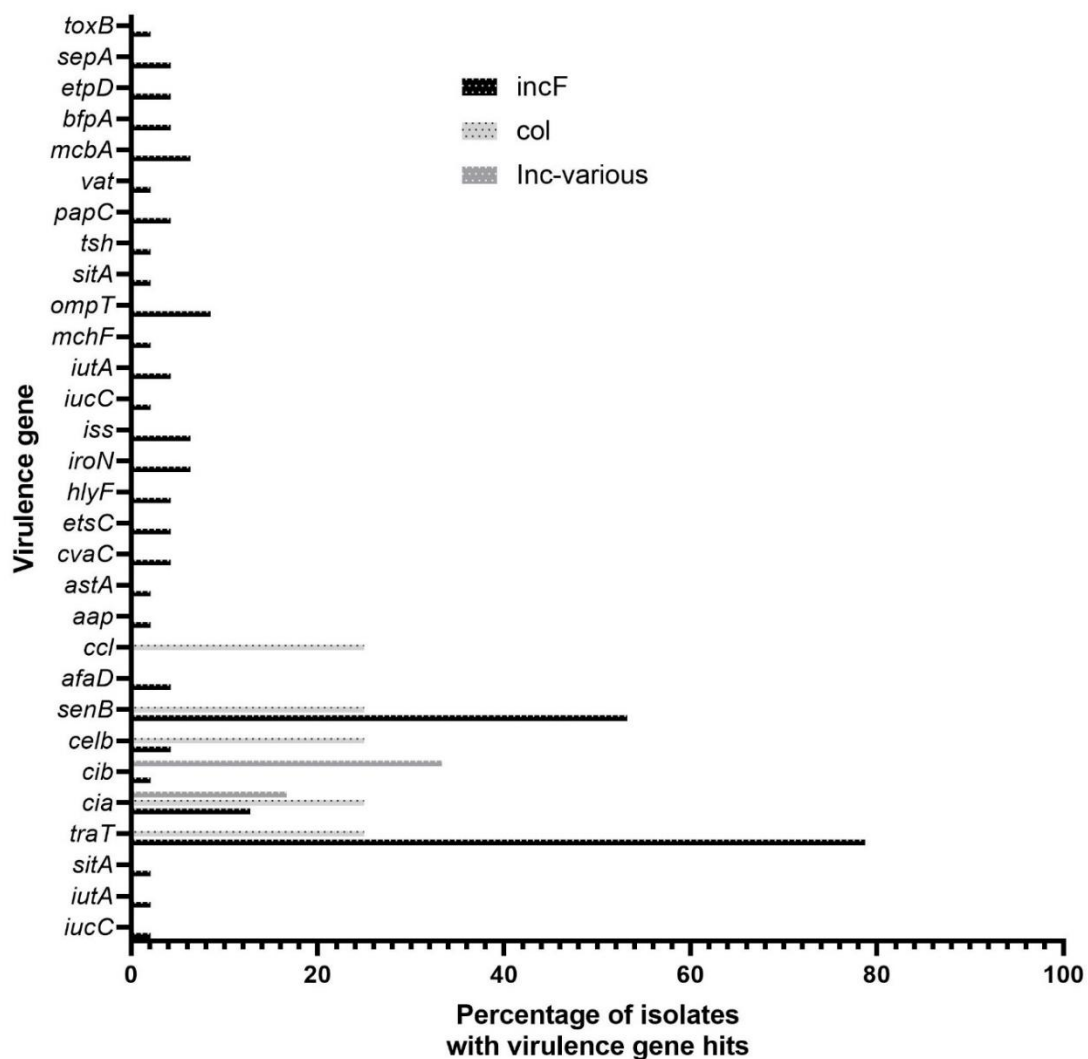 toxB
sepA
etpD
bfpA
mcbA
vat
papC
tsh
sitA
ompT
mchF
iutA
iucC
iss
iroN
hlyF
etsC
cvaC
astA
aap
ccl
afaD
senB
celb
cib
cia
traT
sitA
iutA
iucC
Virulence gene
incF
col
Inc-various
0 20 40 60 80 100
Percentage of isolates
with virulence gene hits